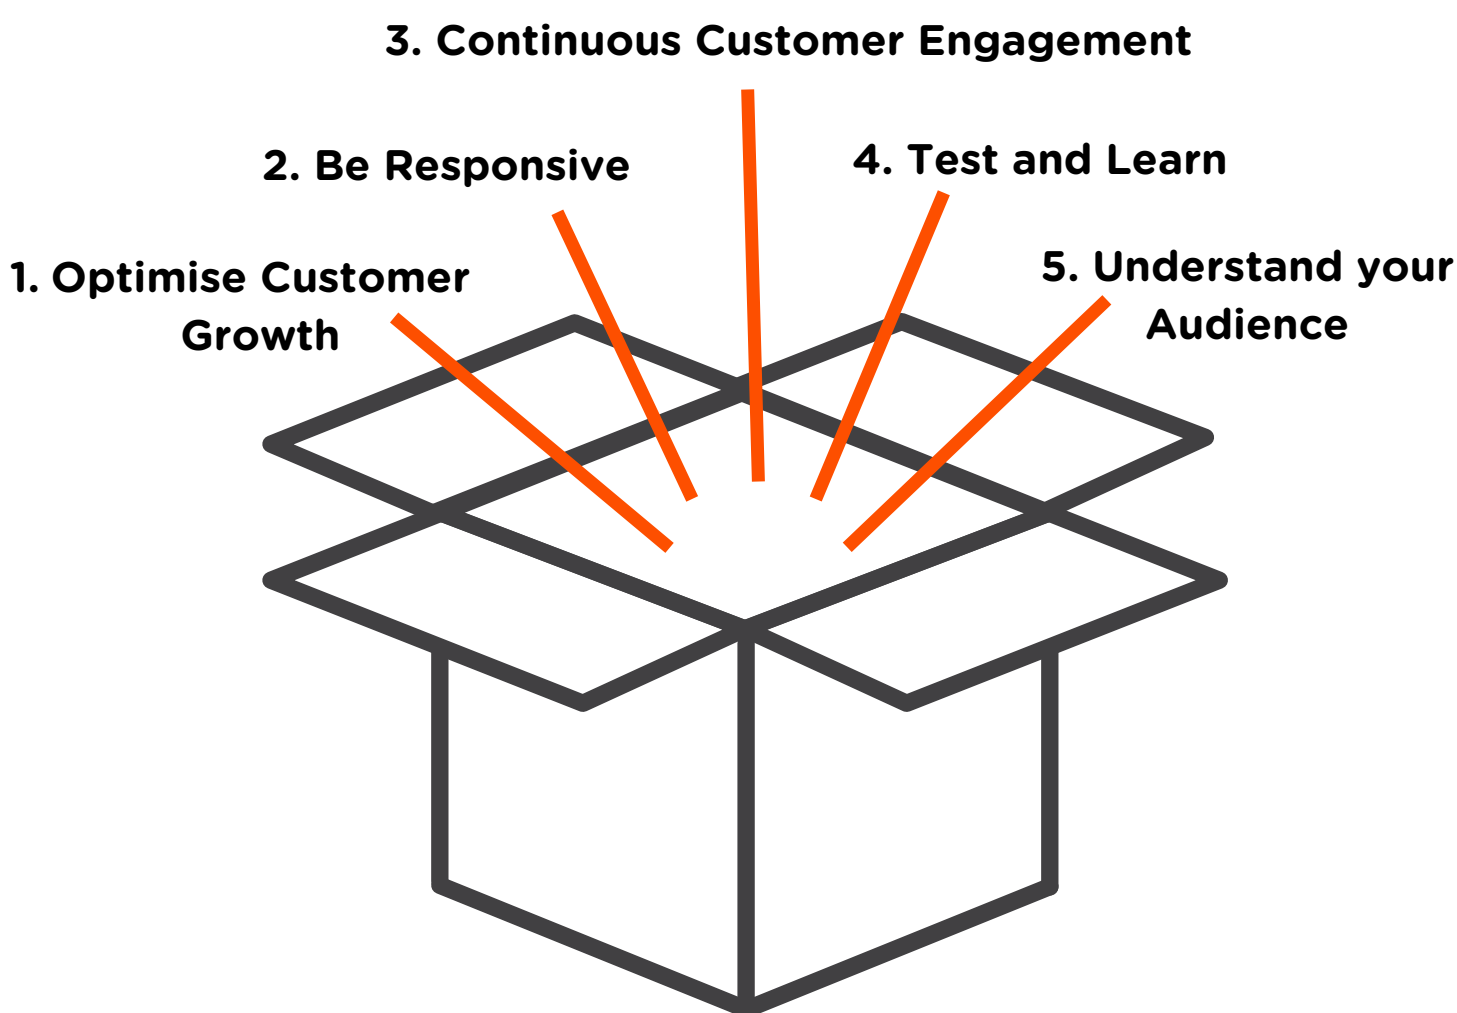 3. Continuous Customer Engagement
2. Be Responsive
4. Test and Learn
1. Optimise Customer
Growth
5. Understand your
Audience